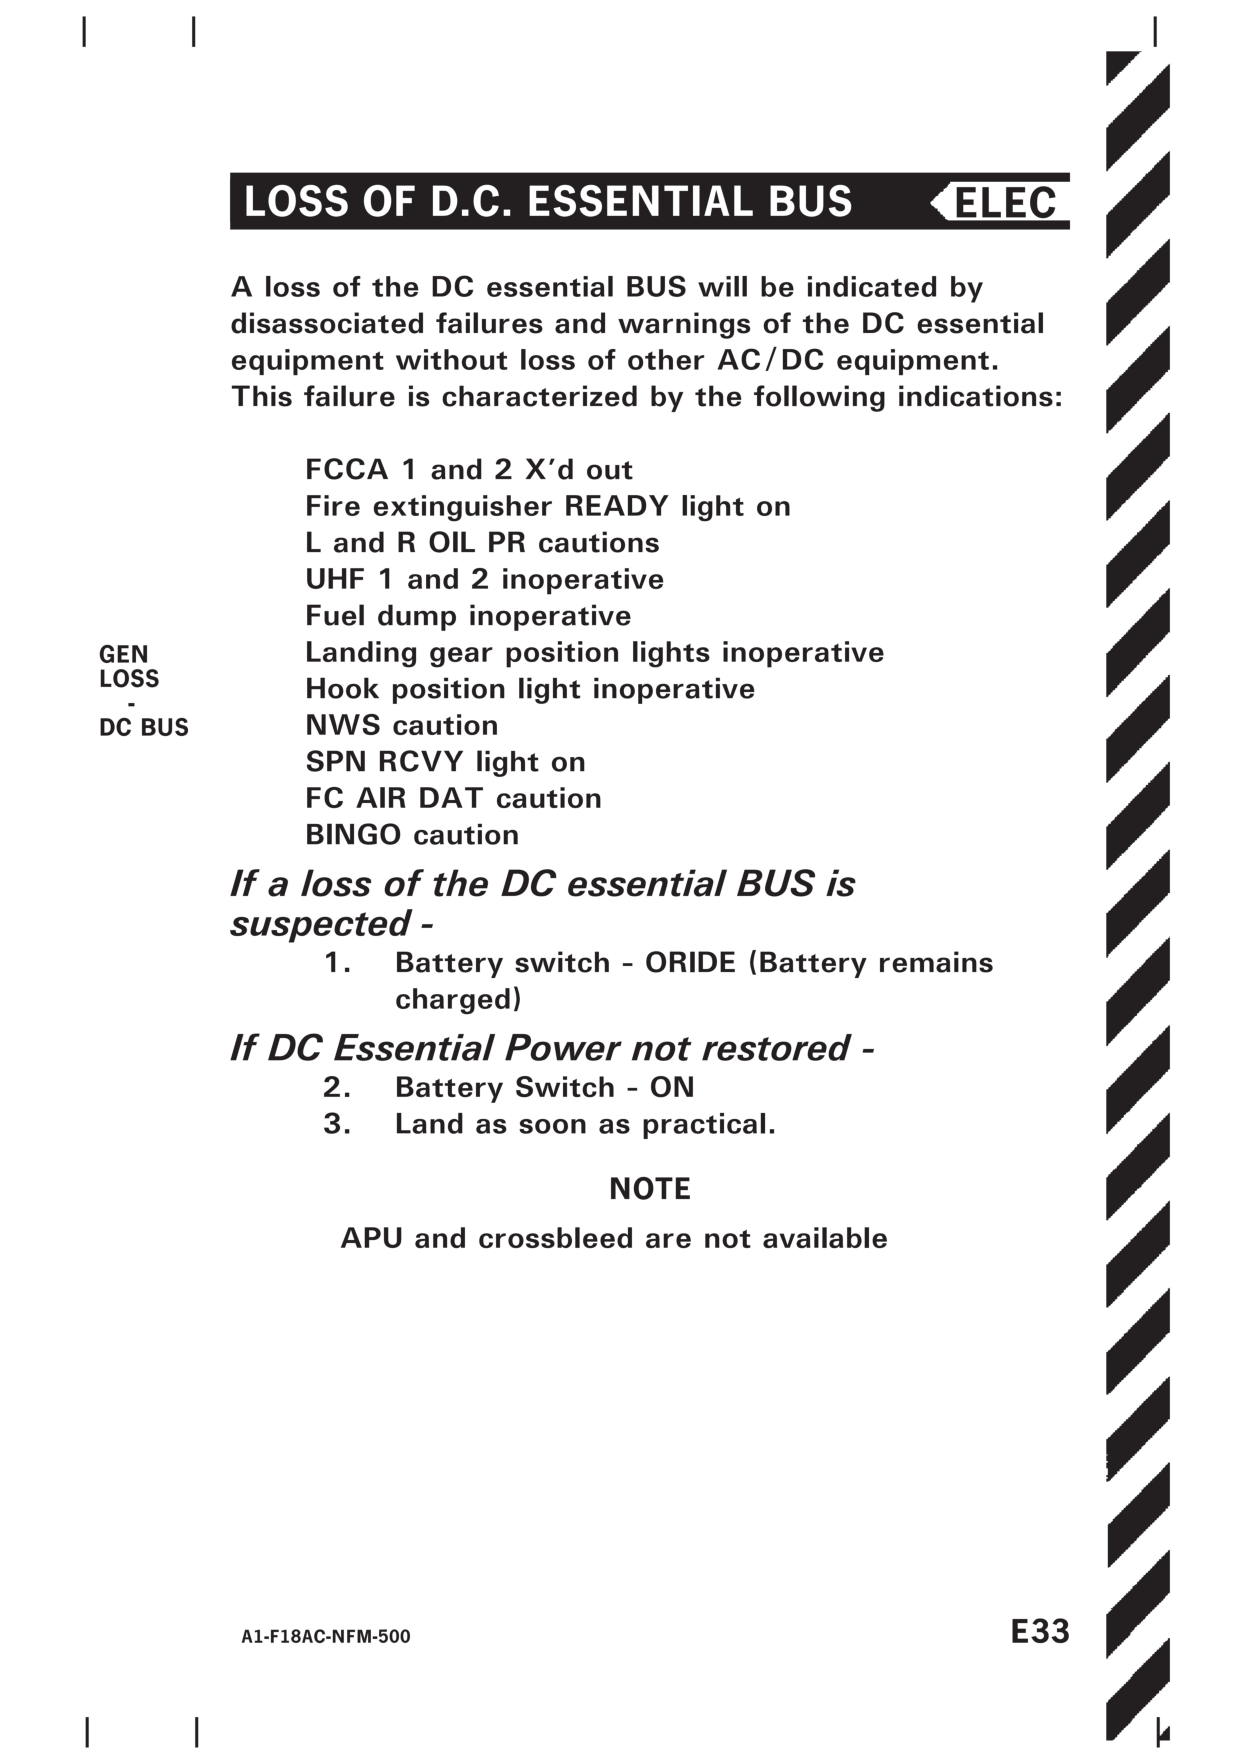 LOSS OF D.C. ESSENTIAL BUS ELEC
A loss of the DC essential BUS will be indicated by
disassociated failures and warnings of the DC essential
equipment without loss of other AC/DC equipment.
This failure is characterized by the following indications:
FCCA 1 and 2 X'd out
Fire extinguisher READY light on
L and R OIL PR cautions
UHF 1 and 2 inoperative
Fuel dump inoperative
Landing gear position lights inoperative
Hook position light inoperative
NWS caution
SPN RCVY light on
FC AIR DAT caution
BINGO caution
GEN
LOSS
-
DC BUS
If a loss of the DC essential BUS is
suspected -
1. Battery switch - ORIDE (Battery remains
charged)
If DC Essential Power not restored -
2. Battery Switch - ON
3. Land as soon as practical.
NOTE
APU and crossbleed are not available
A1-F18AC-NFM-500
E33